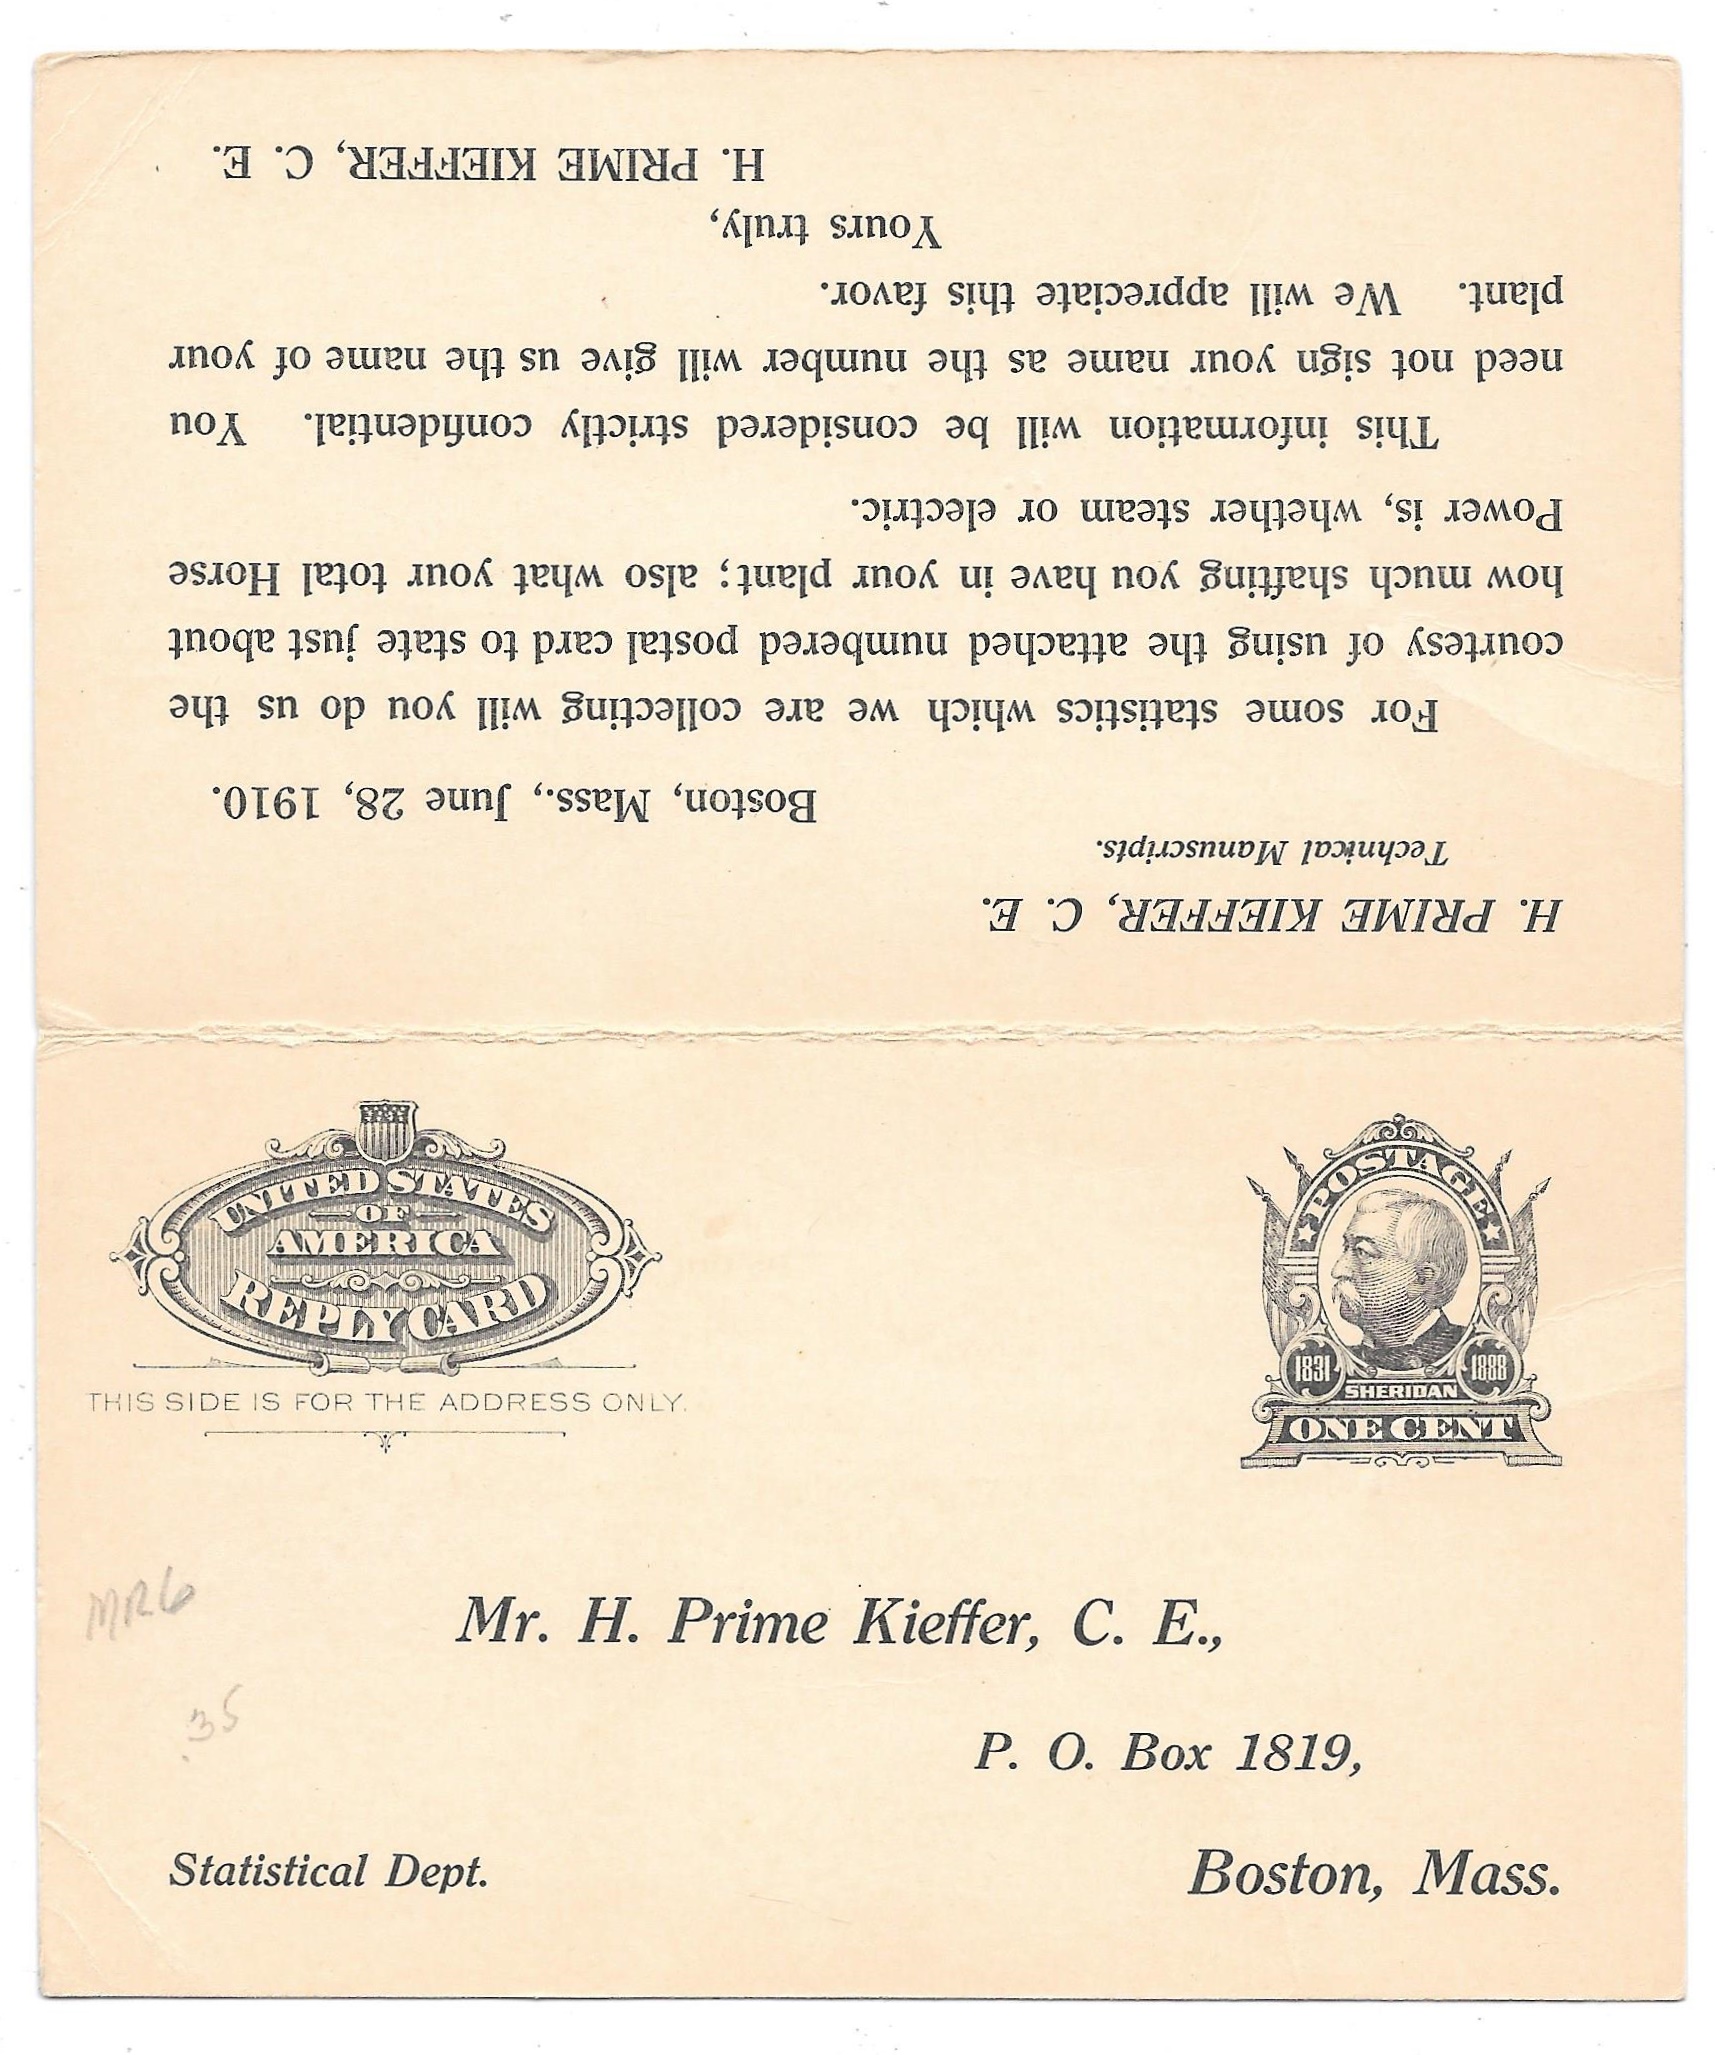 H. PRIME KIEFFER, C. E.
Technical Manuscripts.
Boston, Mass., June 28, 1910.
For some statistics which we are collecting will you do us the
courtesy of using the attached numbered postal card to state just about
how much shafting you have in your plant; also what your total Horse
Power is, whether steam or electric.
This information will be considered strictly confidential. You
need not sign your name as the number will give us the name of your
plant. We will appreciate this favor.
Yours truly,
H. PRIME KIEFFER, C. E.
UNITED STATES
OF
AMERICA
REPLY CARD
THIS SIDE IS FOR THE ADDRESS ONLY.
POSTAGE
1831 1888
SHERIDAN
ONE CENT
MR6
.35
Mr. H. Prime Kieffer, C. E.,
P. O. Box 1819,
Statistical Dept.
Boston, Mass.